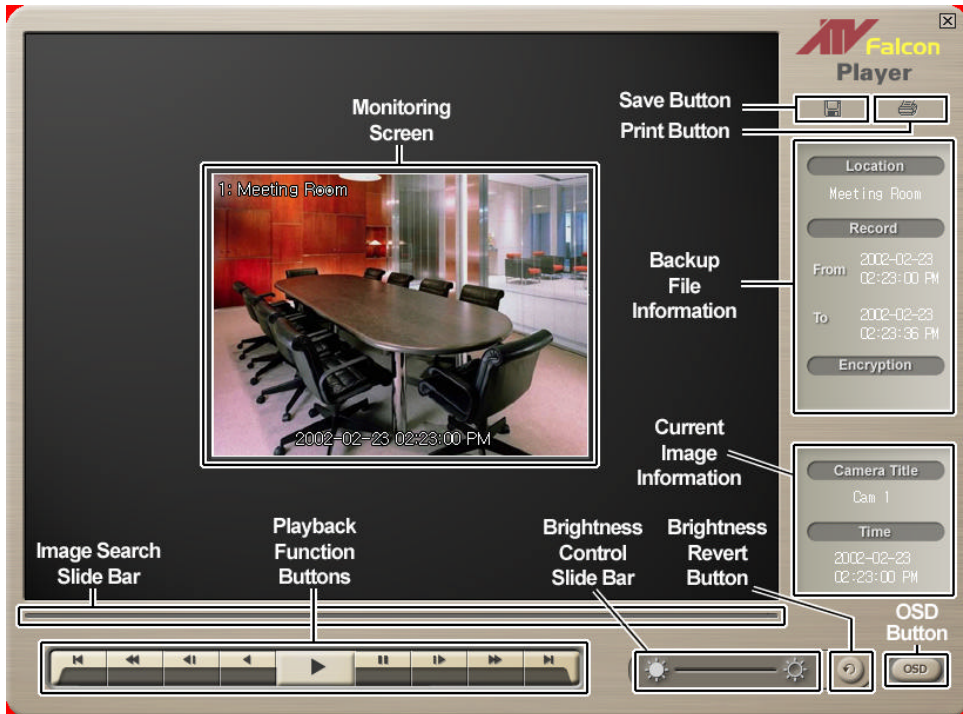 ATV
Falcon
Player
Save Button
Print Button
Monitoring
Screen
1: Meeting Room
2002-02-23 02:23:00 PM
Location
Meeting Room
Record
From 2002-02-23
02:23:00 PM
To 2002-02-23
02:23:36 PM
Encryption
Backup
File
Information
Current
Image
Information
Camera Title
Cam 1
Time
2002-02-23
02:23:00 PM
Image Search
Slide Bar
Playback
Function
Buttons
Brightness
Control
Slide Bar
Brightness
Revert
Button
OSD
Button
OSD